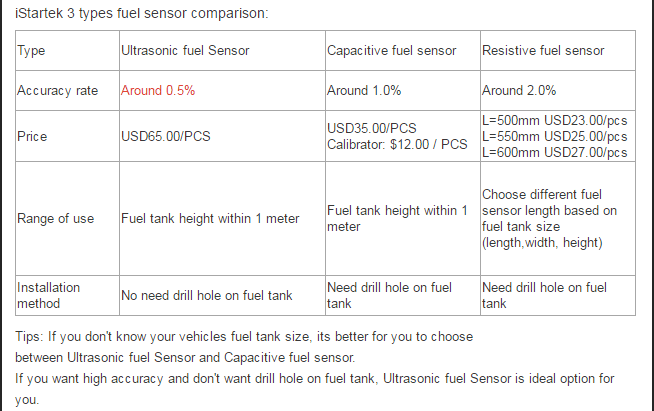 iStartek 3 types fuel sensor comparison:
Type
Ultrasonic fuel Sensor
Capacitive fuel sensor
Resistive fuel sensor
Accuracy rate
Around 0.5%
Around 1.0%
Around 2.0%
Price
USD65.00/PCS
USD35.00/PCS
Calibrator: $12.00 / PCS
L=500mm USD23.00/pcs
L=550mm USD25.00/pcs
L=600mm USD27.00/pcs
Range of use
Fuel tank height within 1 meter
Fuel tank height within 1
meter
Choose different fuel
sensor length based on
fuel tank size
(length,width, height)
Installation
method
No need drill hole on fuel tank
Need drill hole on fuel
tank
Need drill hole on fuel
tank
Tips: If you don't know your vehicles fuel tank size, its better for you to choose
between Ultrasonic fuel Sensor and Capacitive fuel sensor.
If you want high accuracy and don't want drill hole on fuel tank, Ultrasonic fuel Sensor is ideal option for
you.